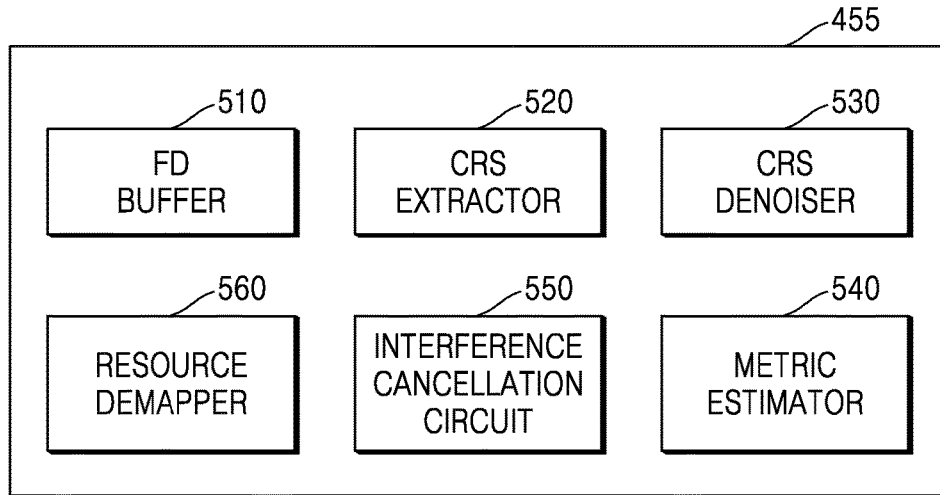 455
510
FD
BUFFER
520
CRS
EXTRACTOR
530
CRS
DENOISER
560
RESOURCE
DEMAPPER
550
INTERFERENCE
CANCELLATION
CIRCUIT
540
METRIC
ESTIMATOR